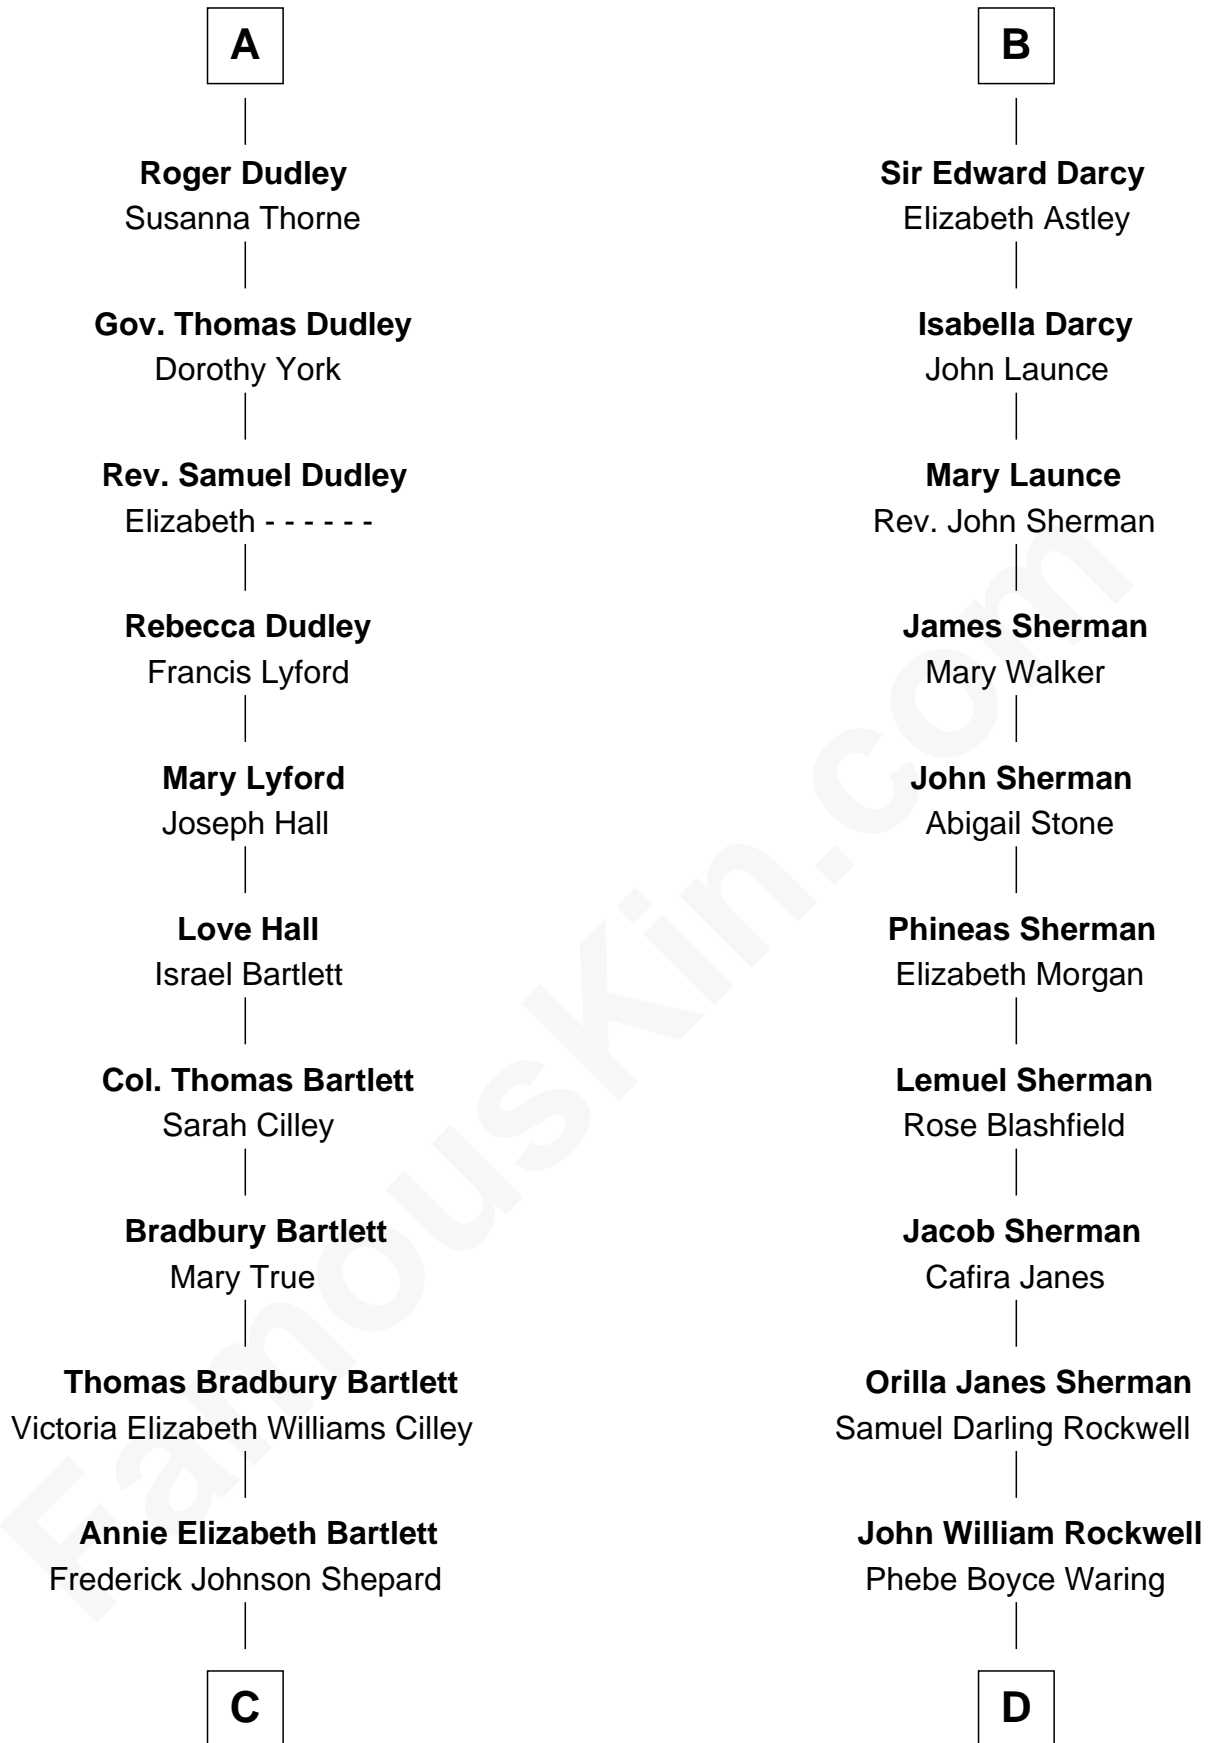 A
Roger Dudley
Susanna Thorne
Gov. Thomas Dudley
Dorothy York
Rev. Samuel Dudley
Elizabeth - - - - - -
Rebecca Dudley
Francis Lyford
Mary Lyford
Joseph Hall
Love Hall
Israel Bartlett
Col. Thomas Bartlett
Sarah Cilley
Bradbury Bartlett
Mary True
Thomas Bradbury Bartlett
Victoria Elizabeth Williams Cilley
Annie Elizabeth Bartlett
Frederick Johnson Shepard
C
B
Sir Edward Darcy
Elizabeth Astley
Isabella Darcy
John Launce
Mary Launce
Rev. John Sherman
James Sherman
Mary Walker
John Sherman
Abigail Stone
Phineas Sherman
Elizabeth Morgan
Lemuel Sherman
Rose Blashfield
Jacob Sherman
Cafira Janes
Orilla Janes Sherman
Samuel Darling Rockwell
John William Rockwell
Phebe Boyce Waring
D
FamousKin.com